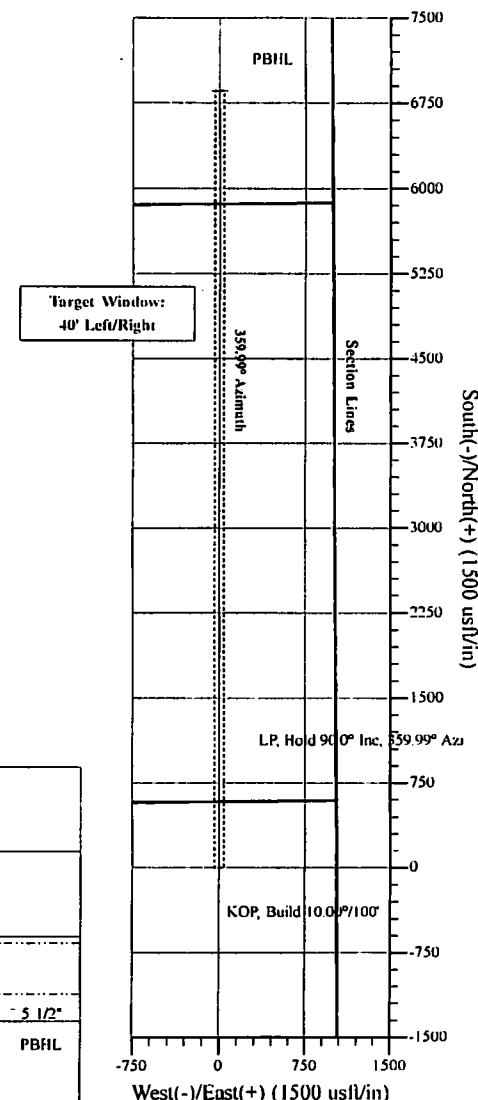 7500
PBHL
6750
6000
5250
Target Window:
40' Left/Right
359.99° Azimuth
Section Lines
4500
3750
South(-)/North(+) (1500 usft/in)
3000
2250
1500
LP, Hold 90.0° Inc, 359.99° Azi
750
0
KOP, Build 10.00°/100'
-750
5 1/2"
PBHL
-1500
-750
0
750
1500
West(-)/East(+) (1500 usft/in)